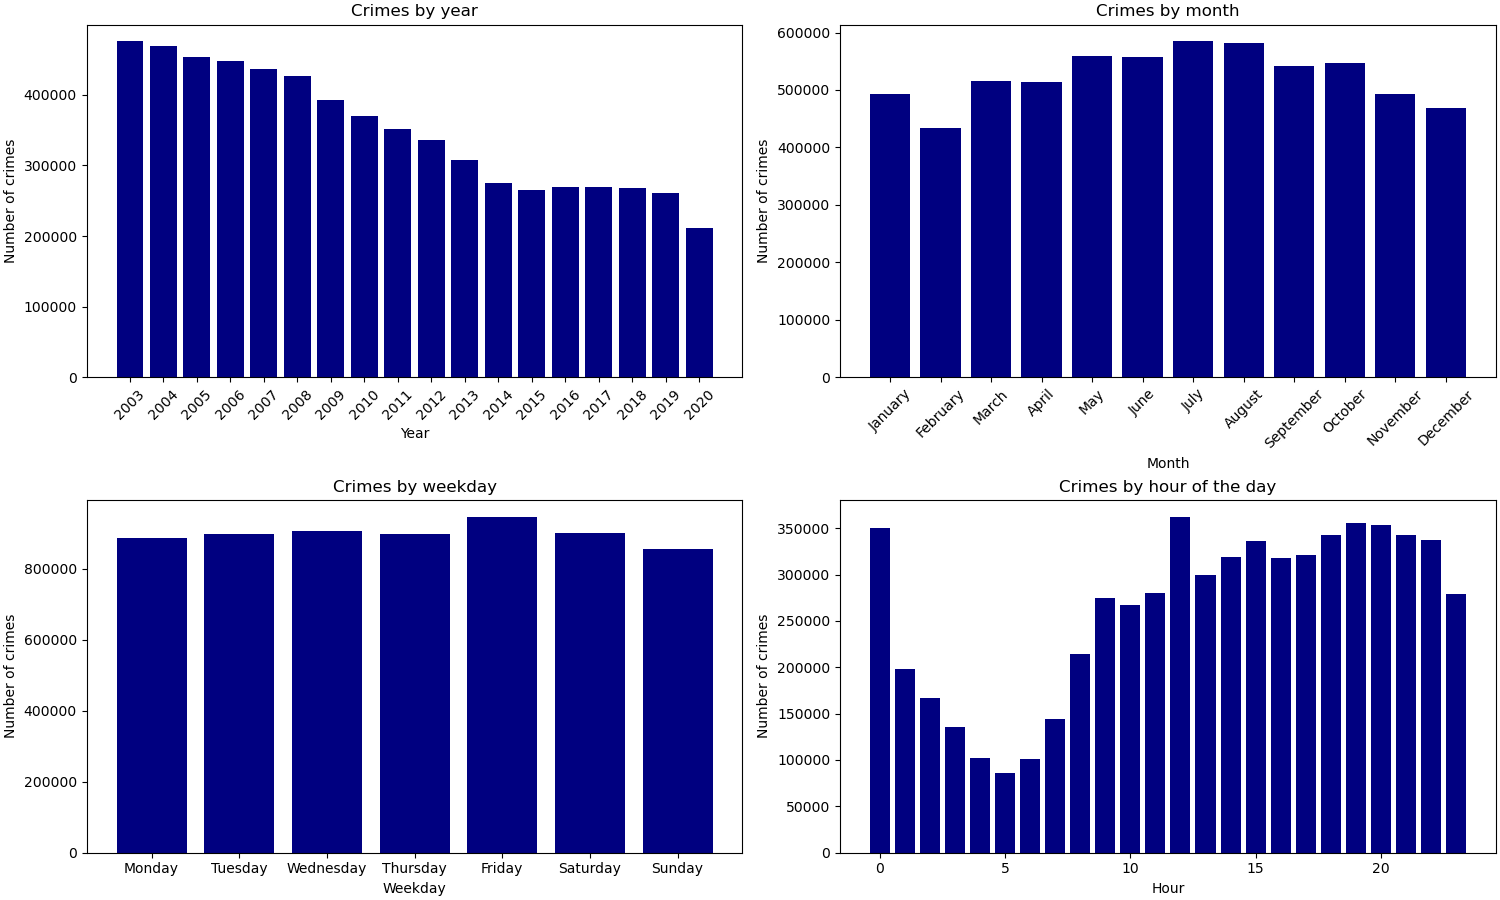 Crimes by year
Number of crimes
400000
300000
200000
100000
0
2003 2004 2005 2006 2007 2008 2009 2010 2011 2012 2013 2014 2015 2016 2017 2018 2019 2020
Year
Crimes by month
Number of crimes
600000
500000
400000
300000
200000
100000
0
January February March April May June July August September October November December
Month
Crimes by weekday
Number of crimes
800000
600000
400000
200000
0
Monday Tuesday Wednesday Thursday Friday Saturday Sunday
Weekday
Crimes by hour of the day
Number of crimes
350000
300000
250000
200000
150000
100000
50000
0
0 5 10 15 20
Hour